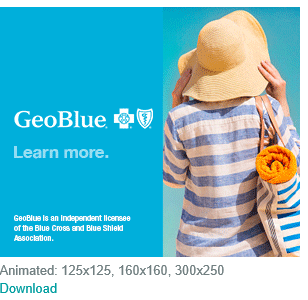 GeoBlue
Learn more.
GeoBlue is an independent licensee
of the Blue Cross and Blue Shield
Association.
Animated: 125x125, 160x160, 300x250
Download